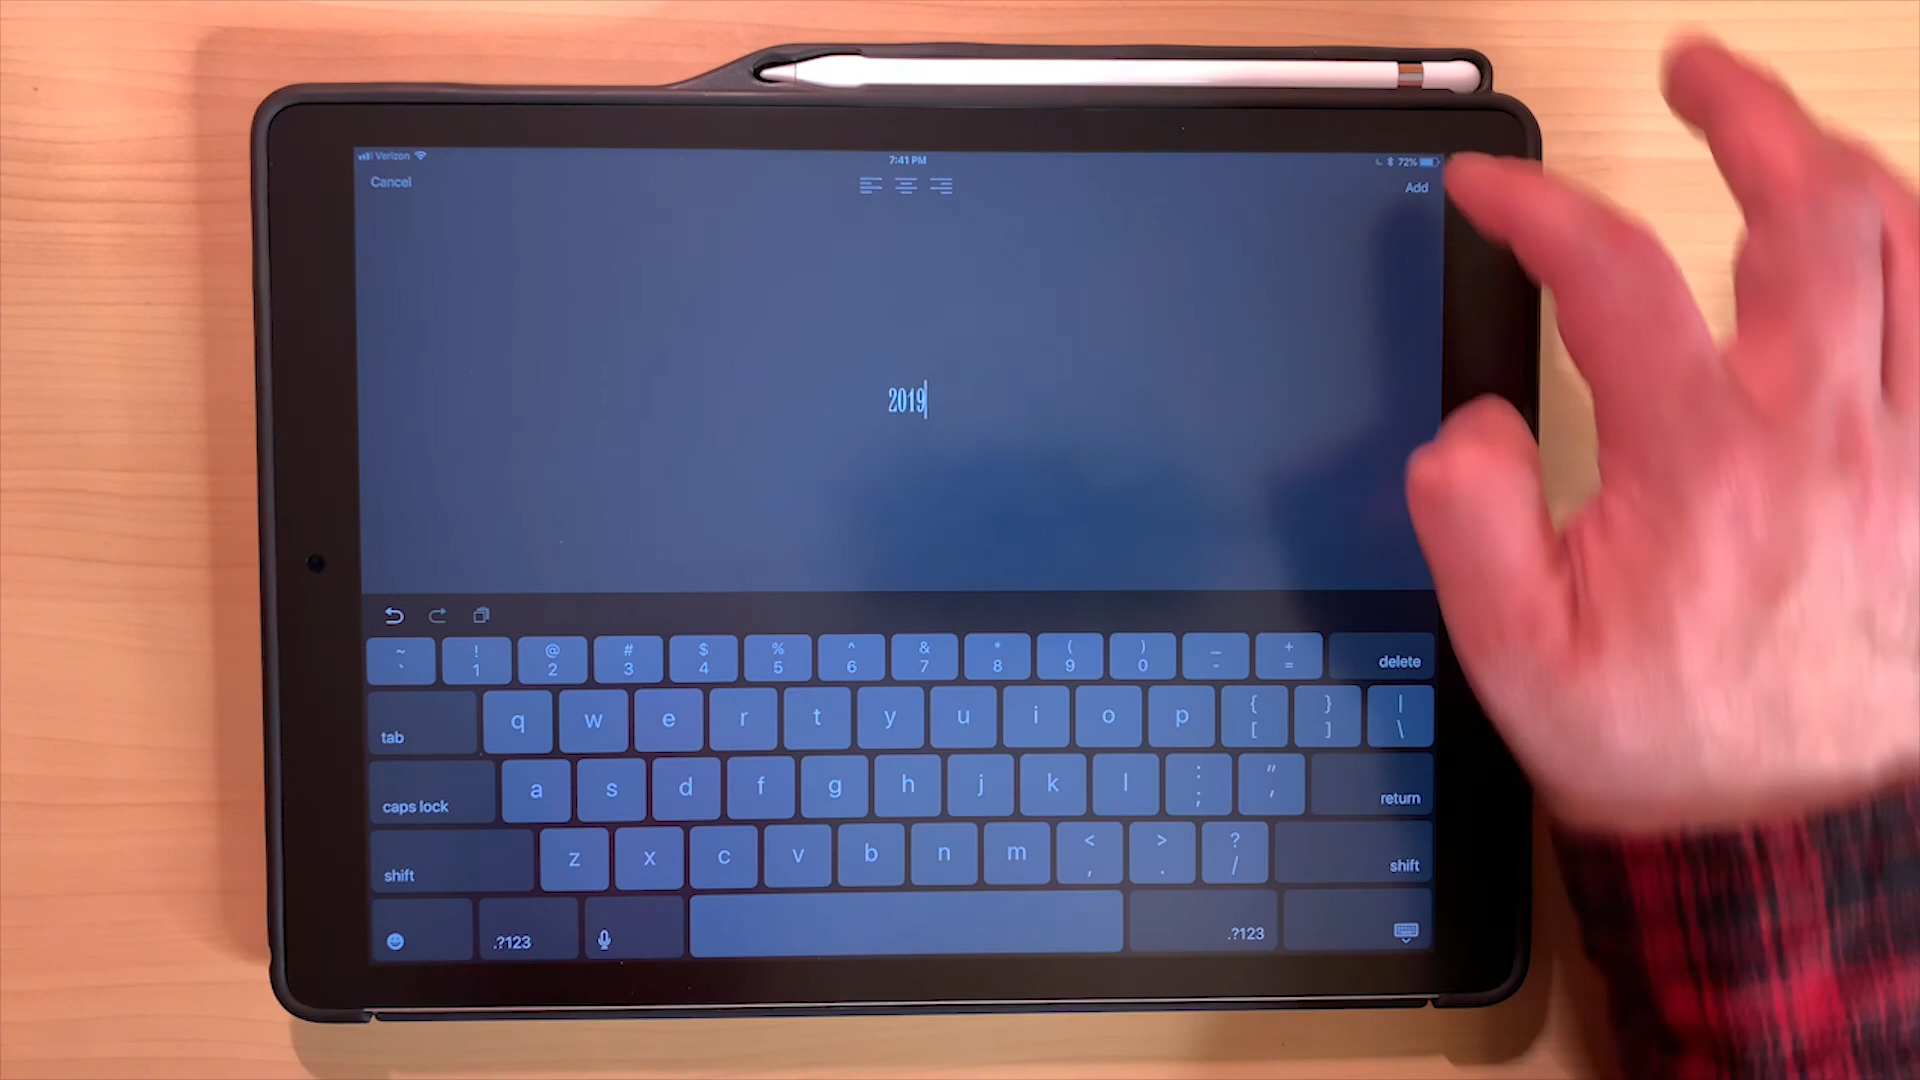 Verizon 7:41 PM 72%
Cancel Add
2019
~ ! @ # $ % ^ & * ( ) _ +
` 1 2 3 4 5 6 7 8 9 0 - = delete
tab q w e r t y u i o p { [ } ] | \
caps lock a s d f g h j k l : ; " ' return
shift z x c v b n m < , > . ? / shift
.?123 .?123